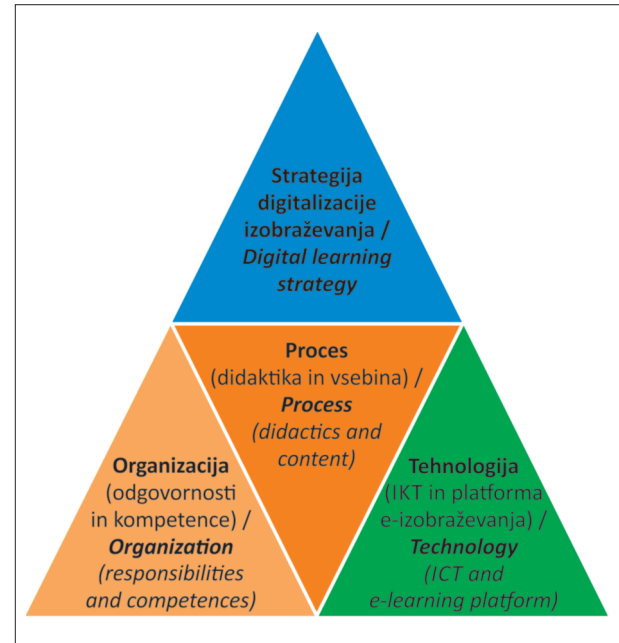 Strategija
digitalizacije
izobraževanja /
Digital learning
strategy
Proces
(didaktika in vsebina) /
Process
(didactics and
content)
Organizacija
(odgovornosti
in kompetence) /
Organization
(responsibilities
and competences)
Tehnologija
(IKT in platforma
e-izobraževanja) /
Technology
(ICT and
e-learning platform)